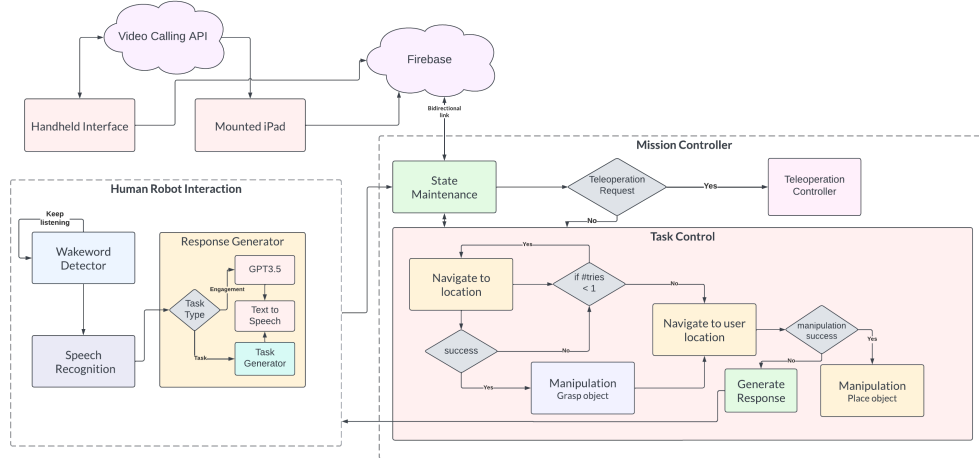 Video Calling API
Firebase
Handheld Interface
Mounted iPad
Bidirectional
link
Mission Controller
State
Maintenance
Teleoperation
Request
Yes
Teleoperation
Controller
No
Human Robot Interaction
Keep
listening
Wakeword
Detector
Speech
Recognition
Response Generator
Task
Type
Engagement
GPT3.5
Text to
Speech
Task
Task
Generator
Task Control
Yes
Navigate to
location
if #tries
< 1
No
success
No
Yes
Manipulation
Grasp object
Navigate to user
location
manipulation
success
Yes
No
Generate
Response
Manipulation
Place object